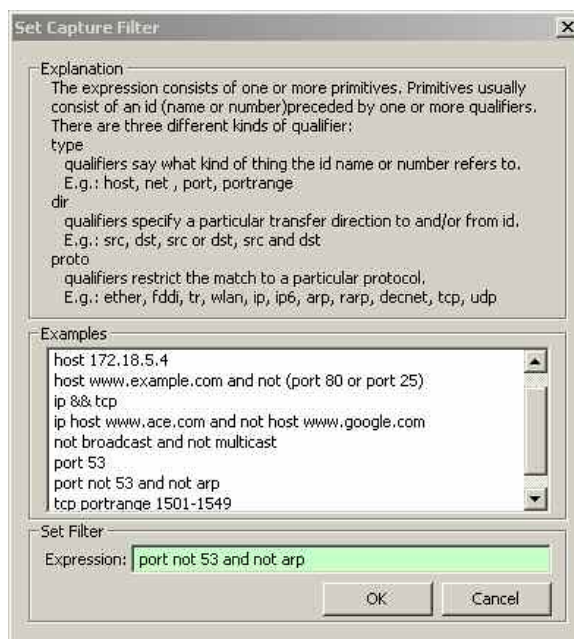 Set Capture Filter
Explanation
The expression consists of one or more primitives. Primitives usually
consist of an id (name or number)preceded by one or more qualifiers.
There are three different kinds of qualifier:
type
qualifiers say what kind of thing the id name or number refers to.
E.g.: host, net , port, portrange
dir
qualifiers specify a particular transfer direction to and/or from id.
E.g.: src, dst, src or dst, src and dst
proto
qualifiers restrict the match to a particular protocol.
E.g.: ether, fddi, tr, wlan, ip, ip6, arp, rarp, decnet, tcp, udp
Examples
host 172.18.5.4
host www.example.com and not (port 80 or port 25)
ip && tcp
ip host www.ace.com and not host www.google.com
not broadcast and not multicast
port 53
port not 53 and not arp
tcp portrange 1501-1549
Set Filter
Expression: port not 53 and not arp
OK Cancel